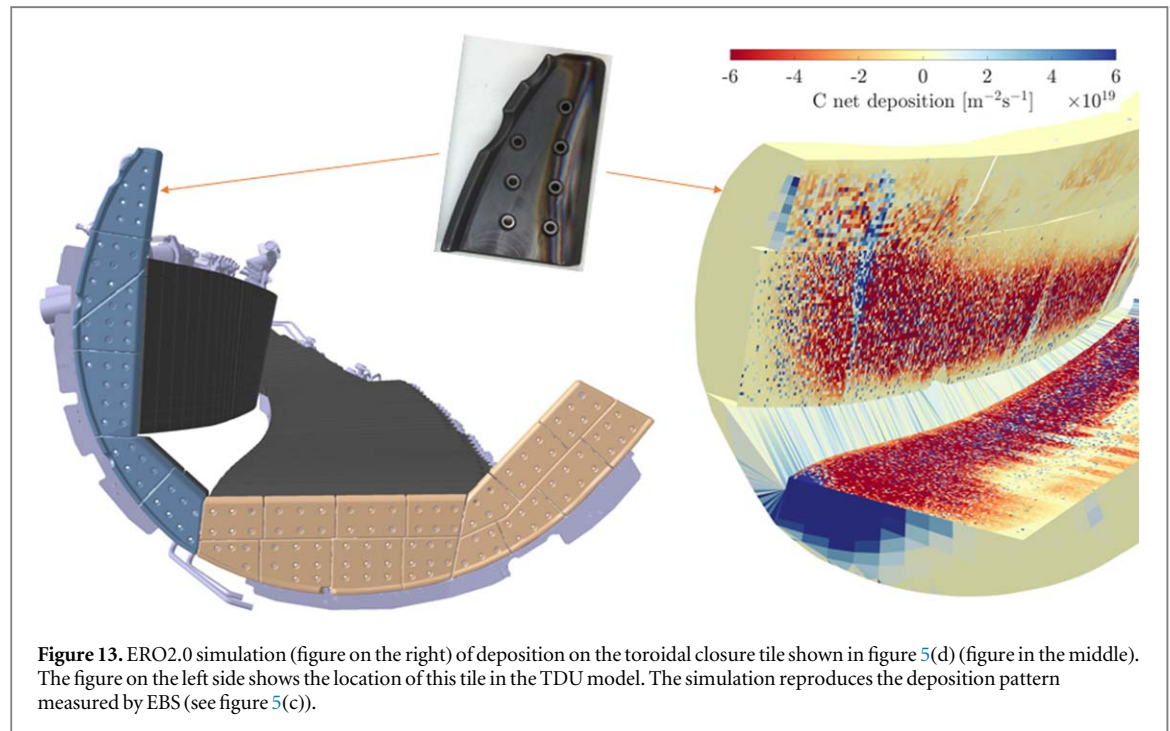 -6 -4 -2 0 2 4 6
C net deposition [m⁻²s⁻¹] ×10¹⁹
Figure 13. ERO2.0 simulation (figure on the right) of deposition on the toroidal closure tile shown in figure 5(d) (figure in the middle).
The figure on the left side shows the location of this tile in the TDU model. The simulation reproduces the deposition pattern
measured by EBS (see figure 5(c)).